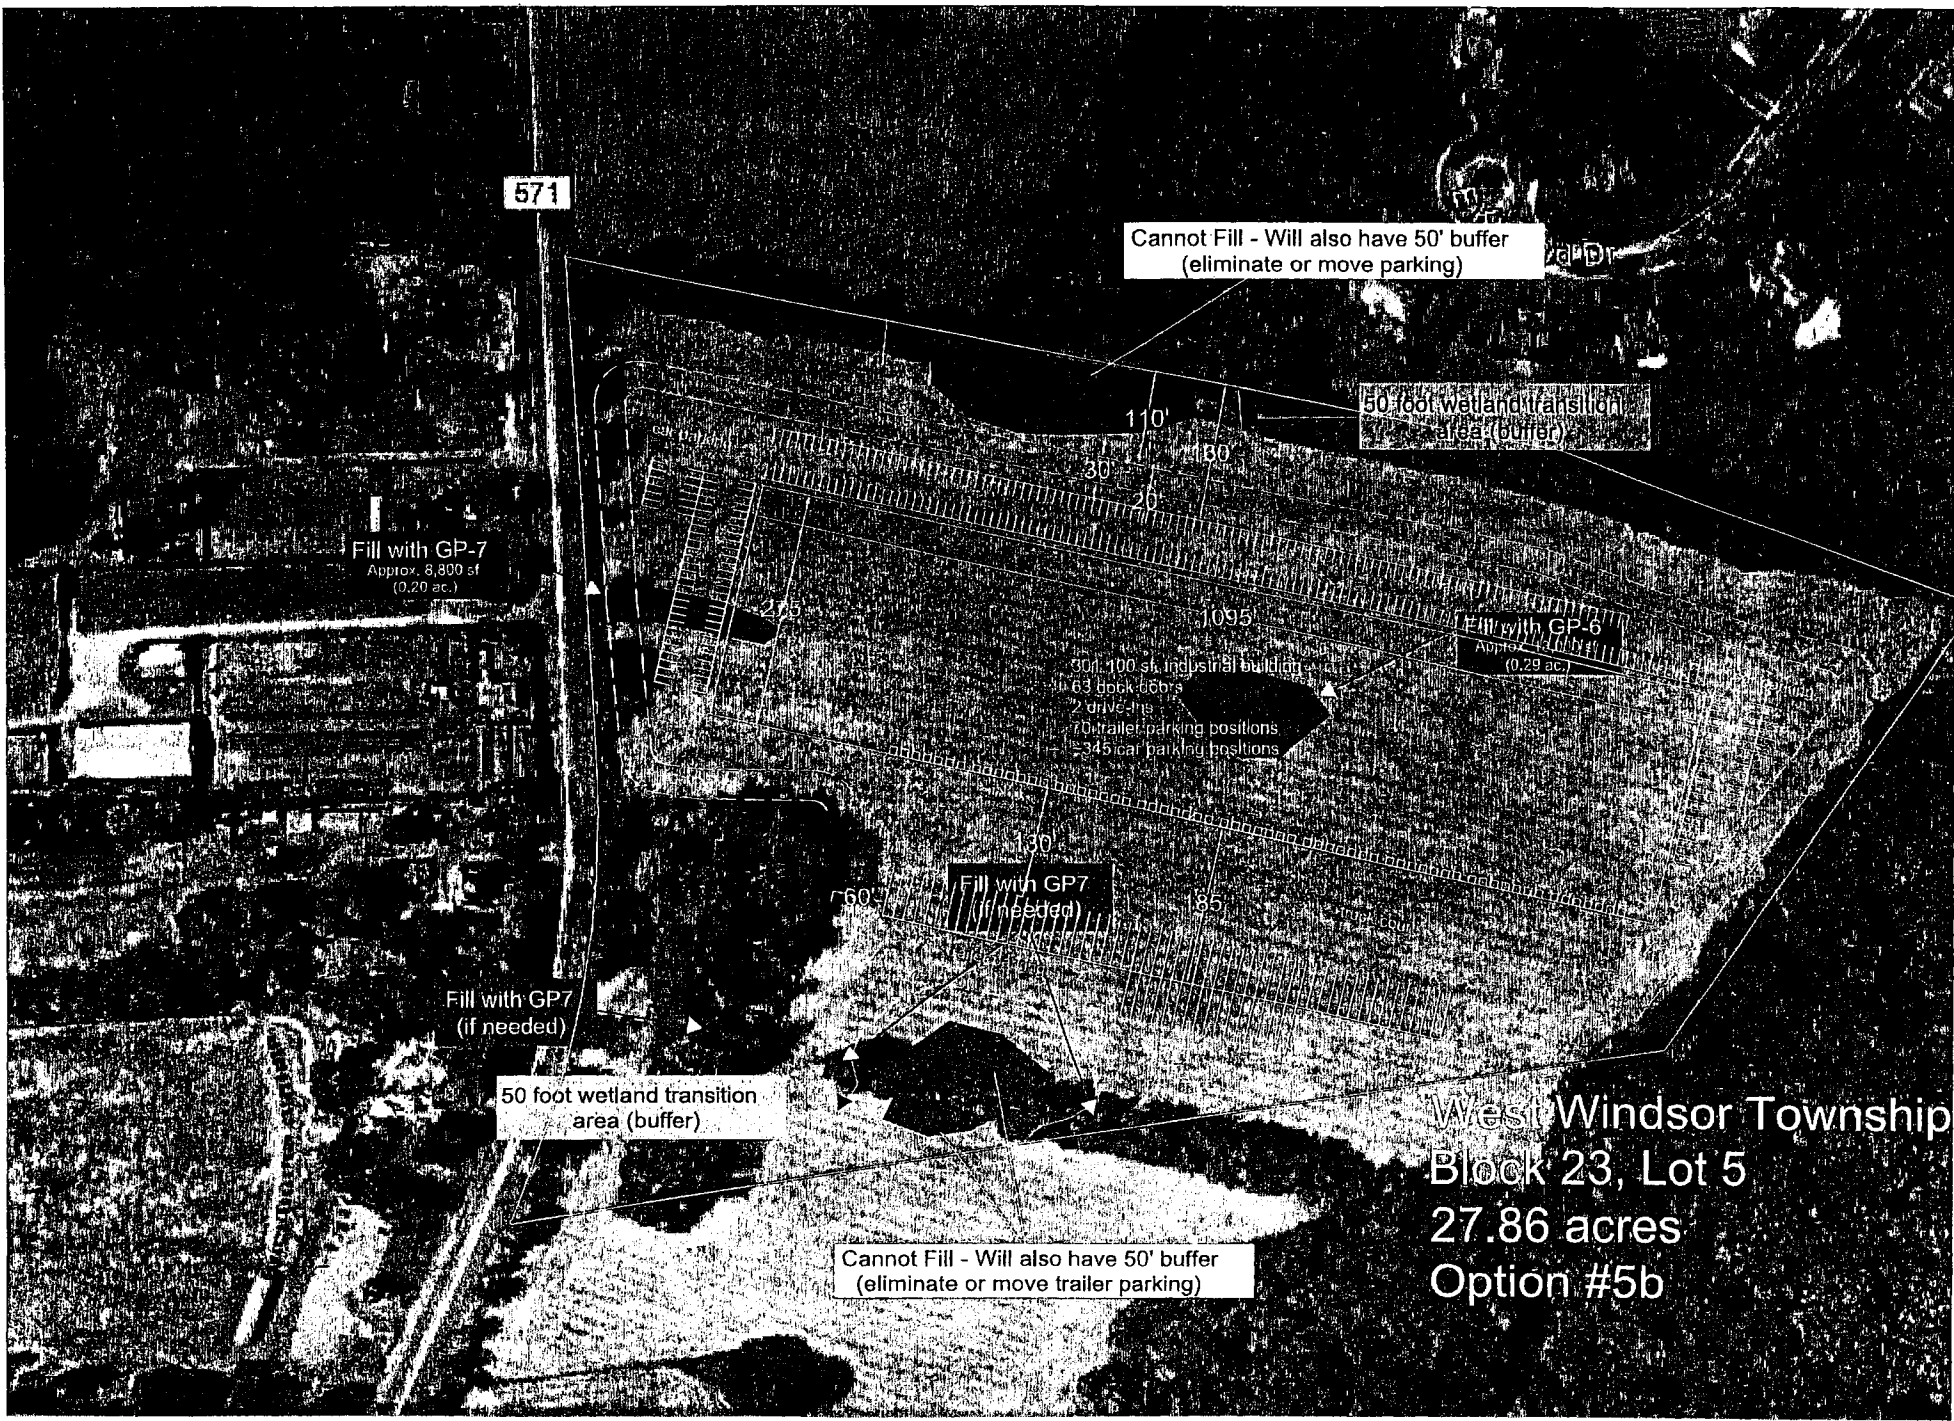 571
Cannot Fill - Will also have 50' buffer
(eliminate or move parking)
50 foot wetland transition
area (buffer)
110'
30'
20'
Fill with GP-7
Approx. 8,800 sf
(0.20 ac.)
1095
Fill with GP-6
Approx.
(0.29 ac.)
sf. industrial building
63 dock doors
2 drive-ins
70 trailer parking positions
~345 car parking positions
130'
Fill with GP7
(if needed)
60'
truck court
Fill with GP7
(if needed)
50 foot wetland transition
area (buffer)
West Windsor Township
Block 23, Lot 5
27.86 acres
Option #5b
Cannot Fill - Will also have 50' buffer
(eliminate or move trailer parking)